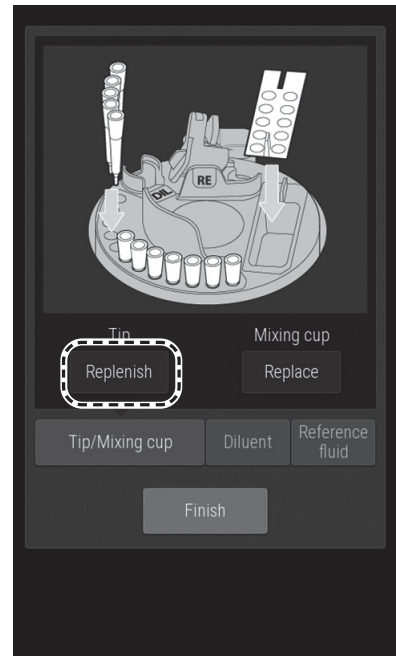 DIL
RE
Tip
Mixing cup
Replenish
Replace
Tip/Mixing cup
Diluent
Reference
fluid
Finish